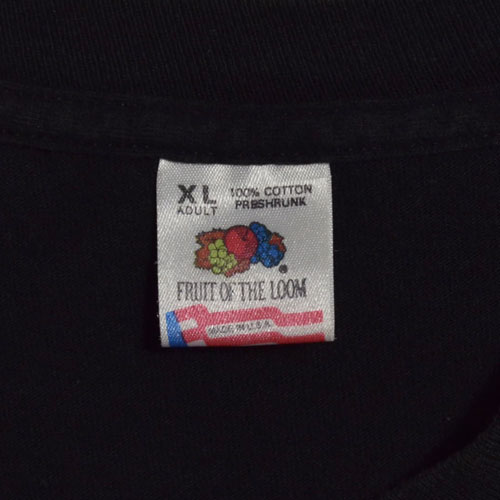 XL 100% COTTON
ADULT PRESHRUNK
®
FRUIT OF THE LOOM
MADE IN U.S.A.